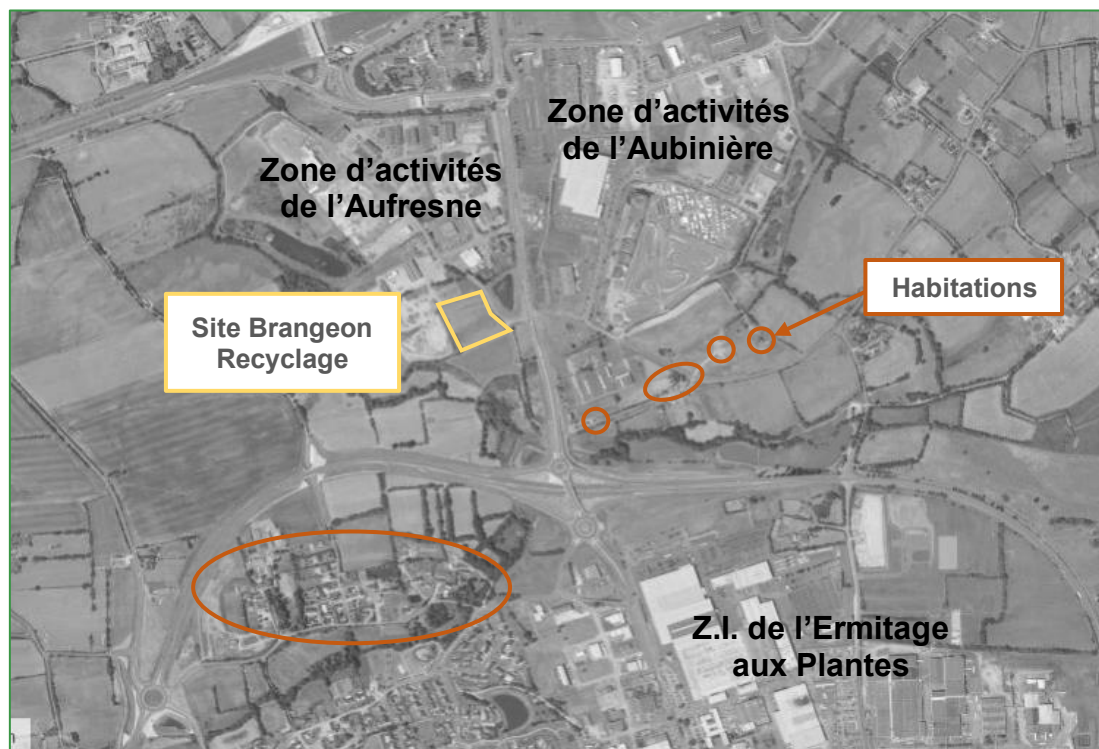 Zone d’activités
de l’Aubinière
Zone d’activités
de l’Aufresne
Habitations
Site Brangeon
Recyclage
Z.I. de l’Ermitage
aux Plantes